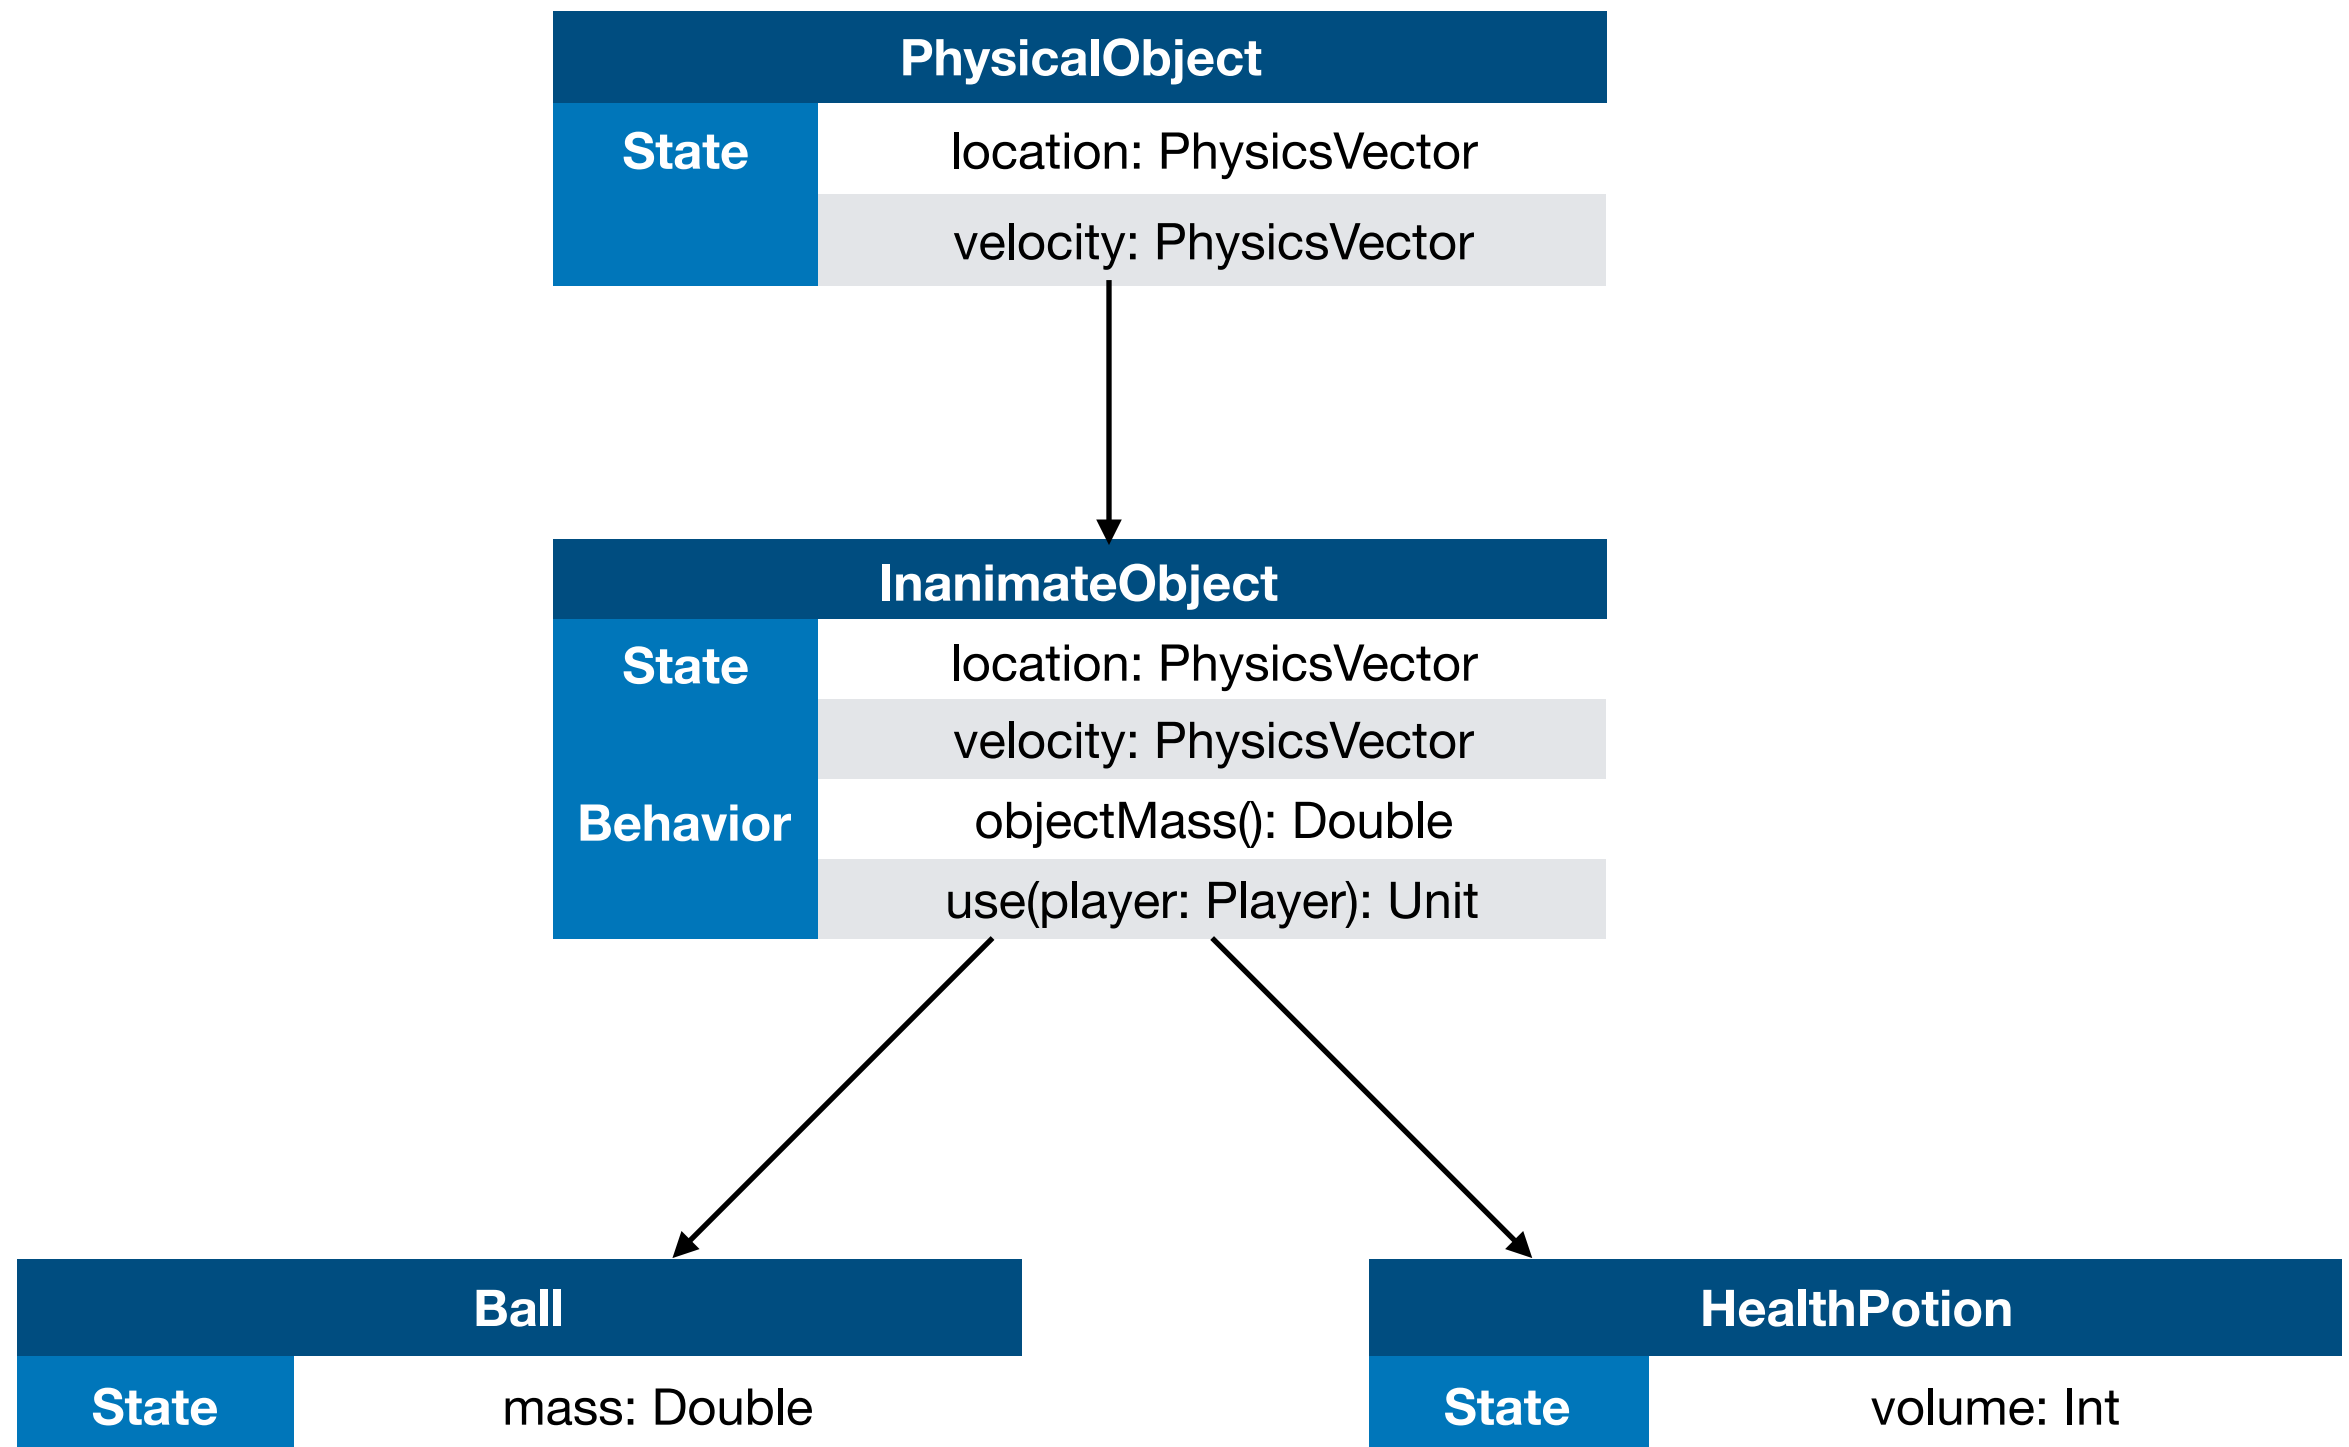 PhysicalObject
State location: PhysicsVector
velocity: PhysicsVector
InanimateObject
State location: PhysicsVector
velocity: PhysicsVector
Behavior objectMass(): Double
use(player: Player): Unit
Ball
State mass: Double
HealthPotion
State volume: Int